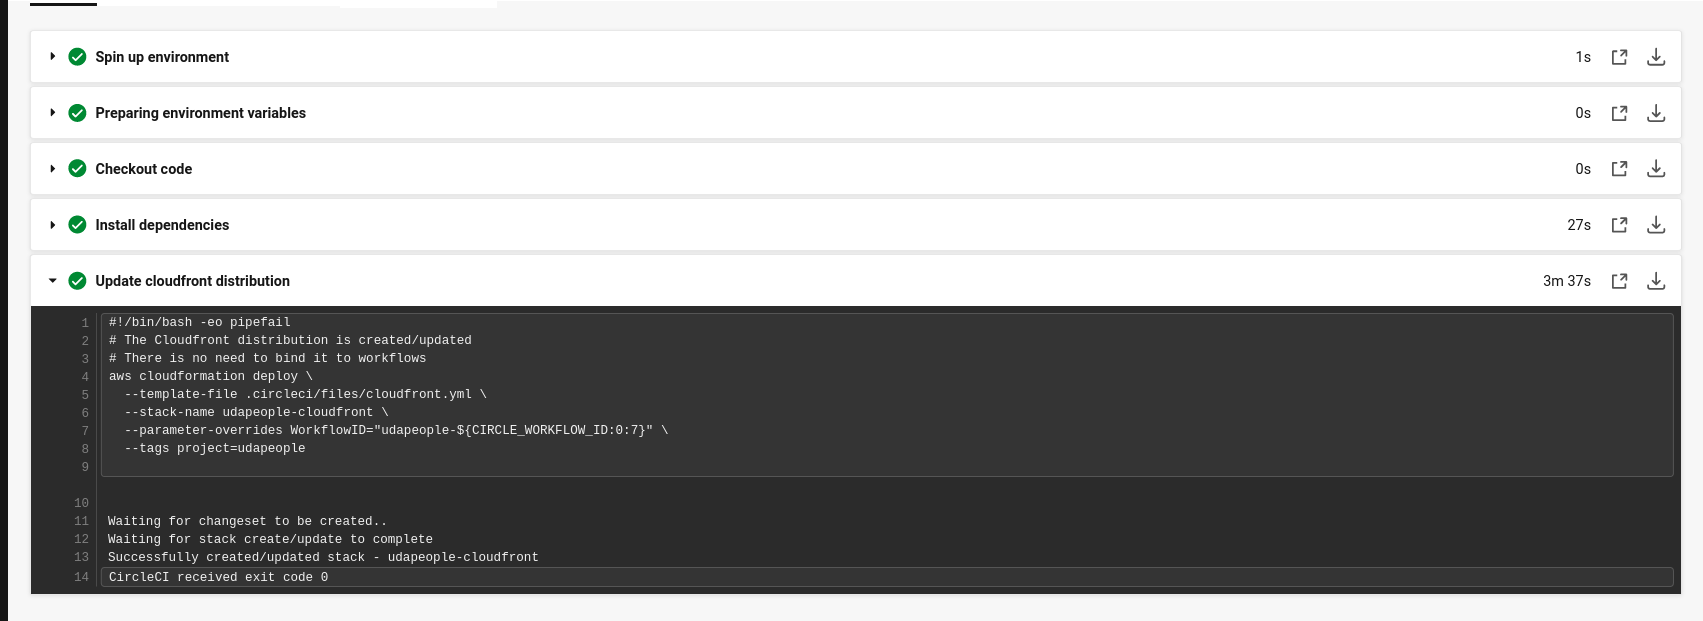 Spin up environment 1s
Preparing environment variables 0s
Checkout code 0s
Install dependencies 27s
Update cloudfront distribution 3m 37s
1 #!/bin/bash -eo pipefail
2 # The Cloudfront distribution is created/updated
3 # There is no need to bind it to workflows
4 aws cloudformation deploy \
5   --template-file .circleci/files/cloudfront.yml \
6   --stack-name udapeople-cloudfront \
7   --parameter-overrides WorkflowID="udapeople-${CIRCLE_WORKFLOW_ID:0:7}" \
8   --tags project=udapeople
9
10
11 Waiting for changeset to be created..
12 Waiting for stack create/update to complete
13 Successfully created/updated stack - udapeople-cloudfront
14 CircleCI received exit code 0